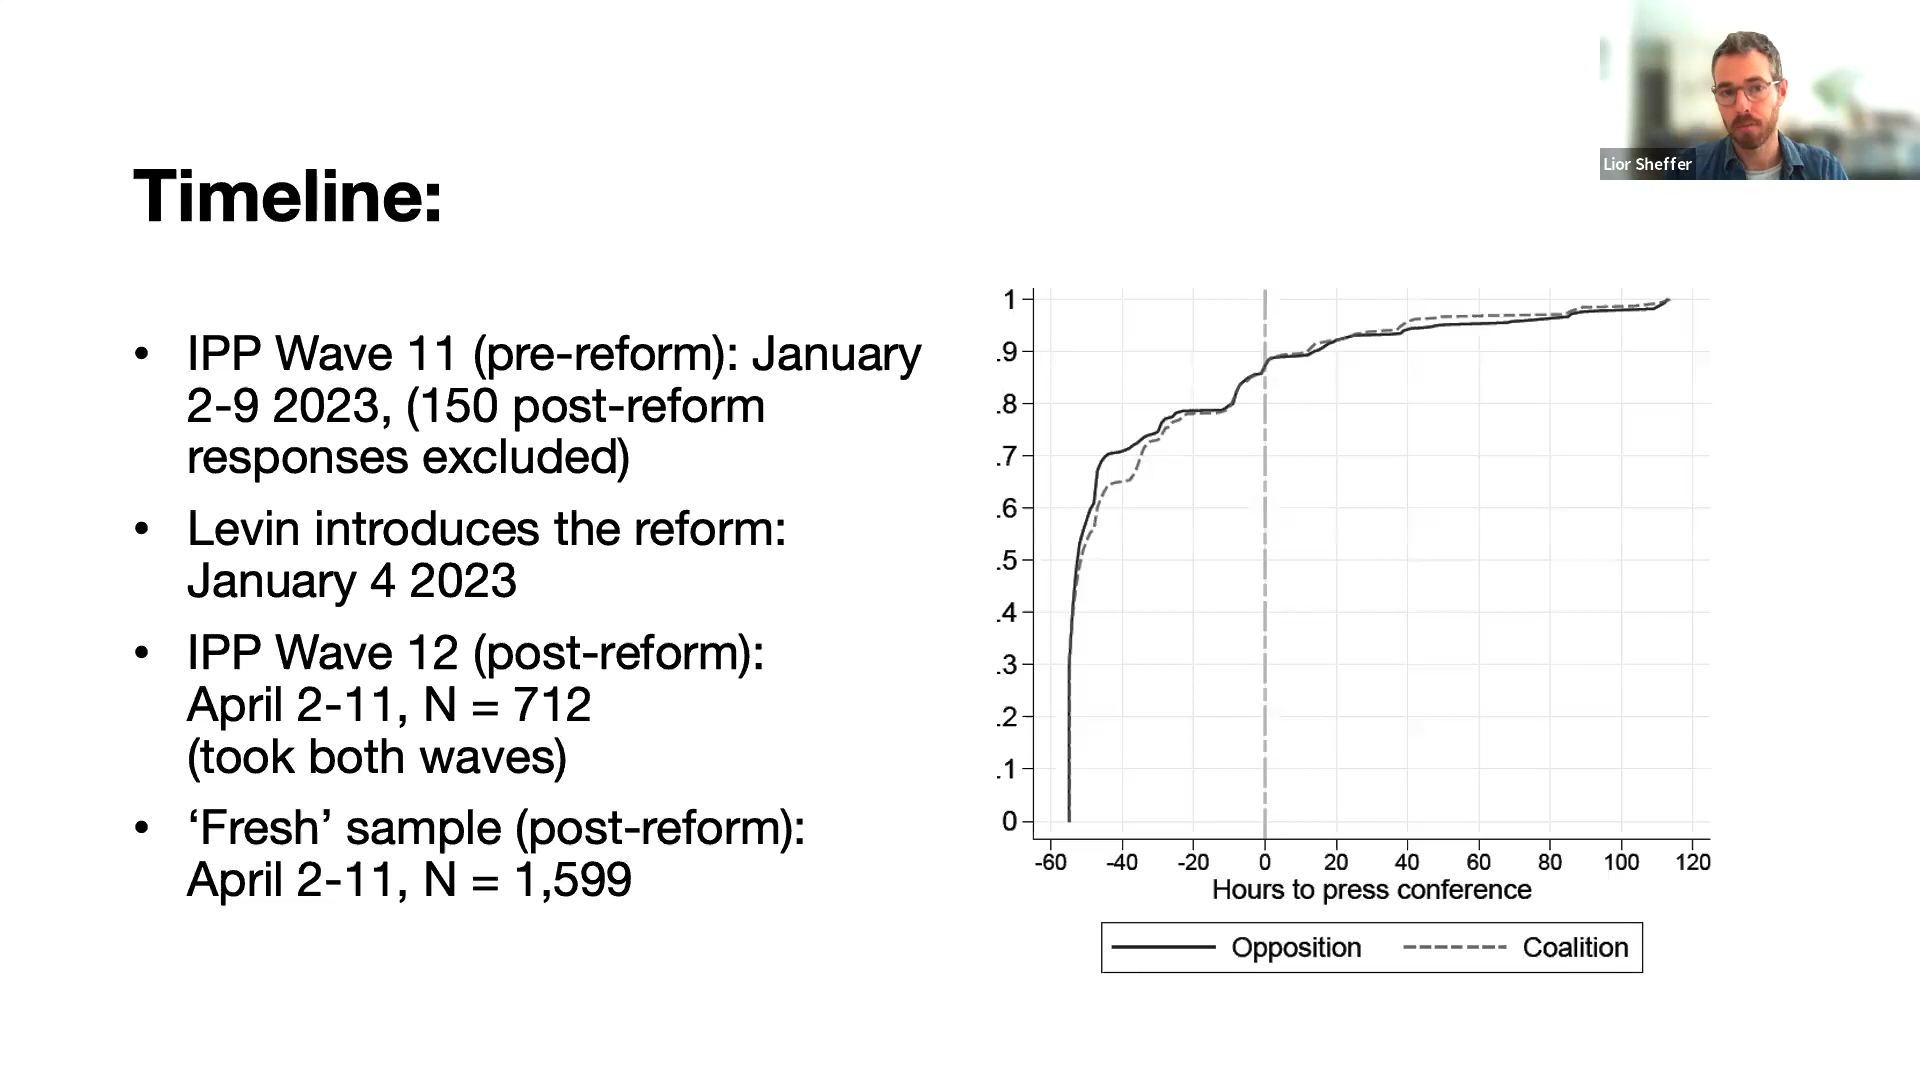 Lior Sheffer
Timeline:
• IPP Wave 11 (pre-reform): January
2-9 2023, (150 post-reform
responses excluded)
• Levin introduces the reform:
January 4 2023
• IPP Wave 12 (post-reform):
April 2-11, N = 712
(took both waves)
• ‘Fresh’ sample (post-reform):
April 2-11, N = 1,599
1
.9
.8
.7
.6
.5
.4
.3
.2
.1
0
-60 -40 -20 0 20 40 60 80 100 120
Hours to press conference
Opposition Coalition